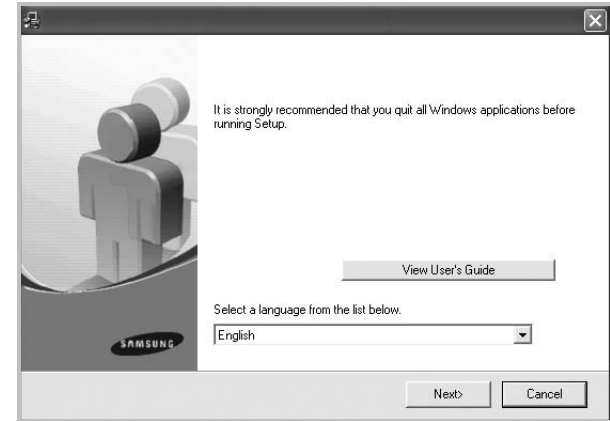 It is strongly recommended that you quit all Windows applications before
running Setup.
View User's Guide
Select a language from the list below.
English
SAMSUNG
Next>
Cancel